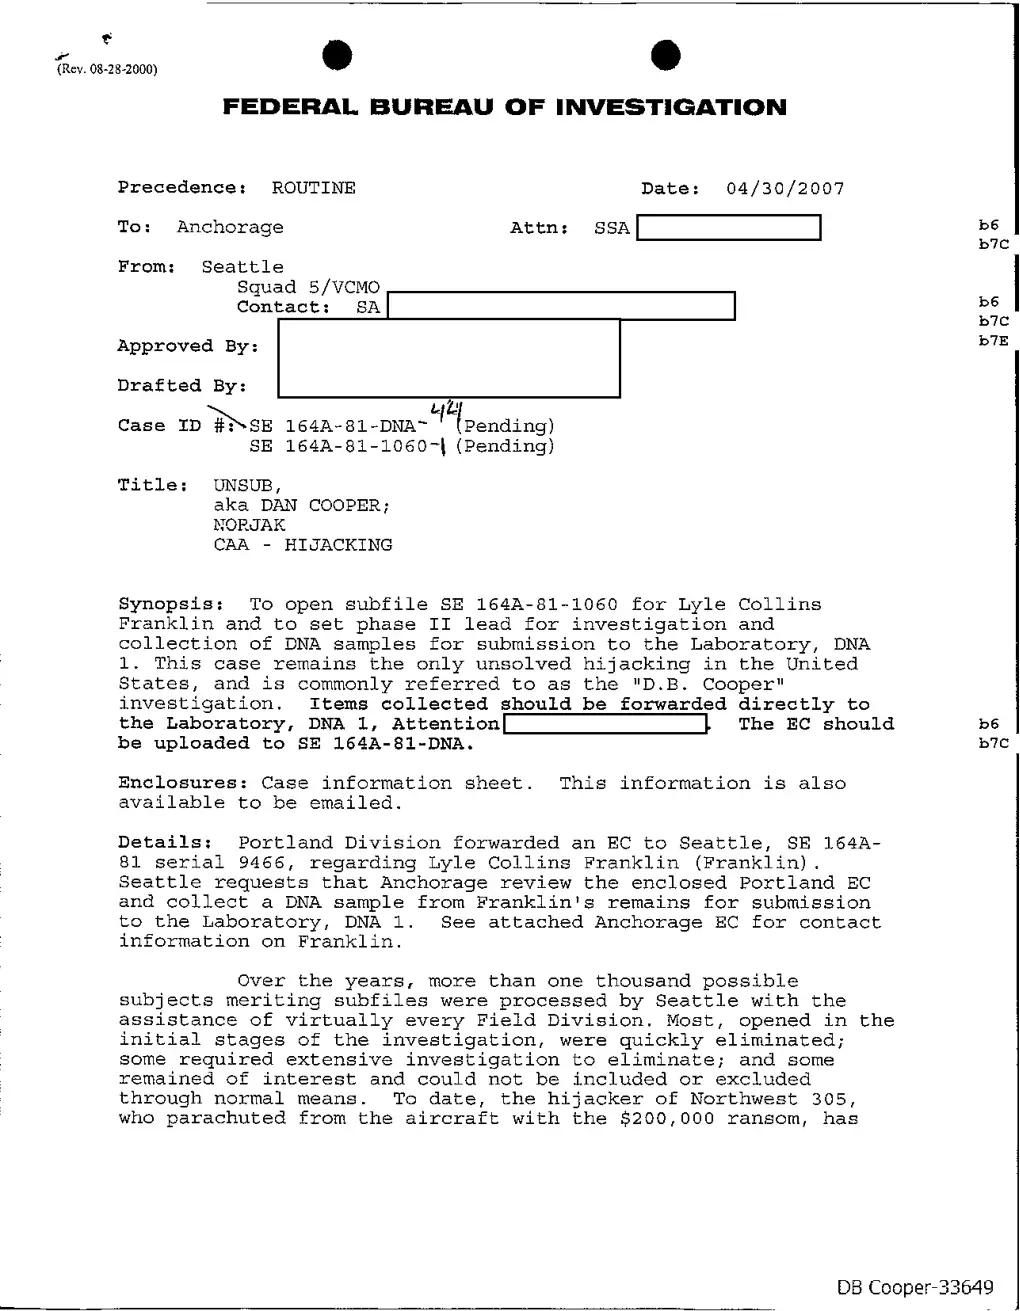 (Rev. 08-28-2000)
FEDERAL BUREAU OF INVESTIGATION
Precedence: ROUTINE Date: 04/30/2007
To: Anchorage Attn: SSA b6
b7C
From: Seattle
Squad 5/VCMO
Contact: SA b6
b7C
b7E
Approved By:
Drafted By:
Case ID #: SE 164A-81-DNA- (Pending)
SE 164A-81-1060-1 (Pending)
Title: UNSUB,
aka DAN COOPER;
NORJAK
CAA - HIJACKING
Synopsis: To open subfile SE 164A-81-1060 for Lyle Collins
Franklin and to set phase II lead for investigation and
collection of DNA samples for submission to the Laboratory, DNA
1. This case remains the only unsolved hijacking in the United
States, and is commonly referred to as the "D.B. Cooper"
investigation. Items collected should be forwarded directly to
the Laboratory, DNA 1, Attention . The EC should b6
be uploaded to SE 164A-81-DNA. b7C
Enclosures: Case information sheet. This information is also
available to be emailed.
Details: Portland Division forwarded an EC to Seattle, SE 164A-
81 serial 9466, regarding Lyle Collins Franklin (Franklin).
Seattle requests that Anchorage review the enclosed Portland EC
and collect a DNA sample from Franklin's remains for submission
to the Laboratory, DNA 1. See attached Anchorage EC for contact
information on Franklin.
Over the years, more than one thousand possible
subjects meriting subfiles were processed by Seattle with the
assistance of virtually every Field Division. Most, opened in the
initial stages of the investigation, were quickly eliminated;
some required extensive investigation to eliminate; and some
remained of interest and could not be included or excluded
through normal means. To date, the hijacker of Northwest 305,
who parachuted from the aircraft with the $200,000 ransom, has
DB Cooper-33649